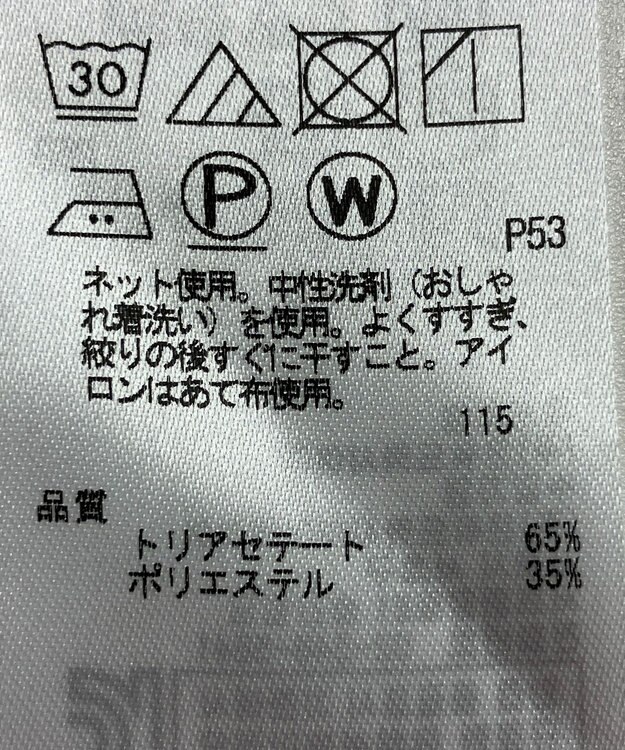 30
P W
P53
ネット使用。中性洗剤（おしゃ
れ着洗い）を使用。よくすすぎ、
絞りの後すぐに干すこと。アイ
ロンはあて布使用。
115
品質
トリアセテート 65%
ポリエステル 35%